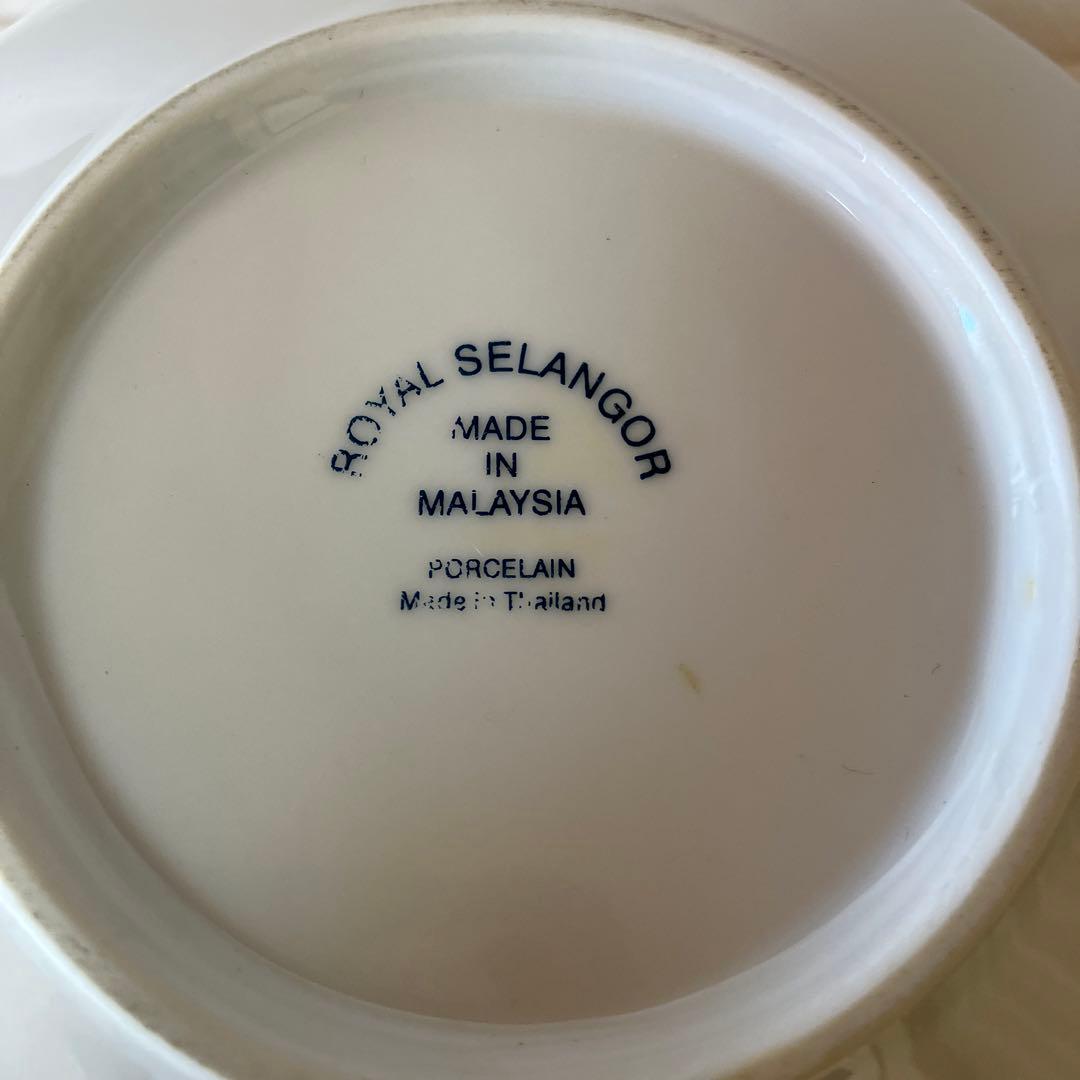 ROYAL SELANGOR
MADE
IN
MALAYSIA
PORCELAIN
Made in Thailand